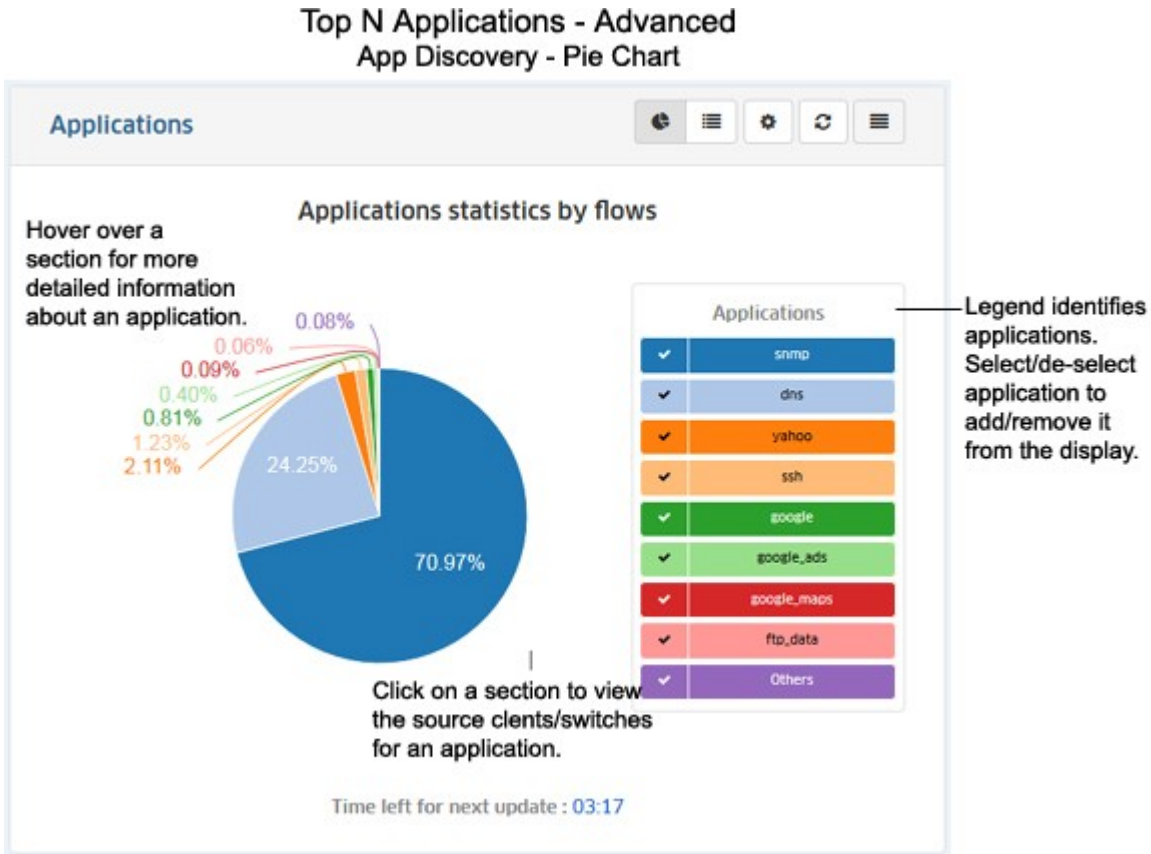 Top N Applications - Advanced
App Discovery - Pie Chart
Applications
Applications statistics by flows
Hover over a
section for more
detailed information
about an application.
0.08%
0.06%
0.09%
0.40%
0.81%
1.23%
2.11%
24.25%
70.97%
Applications
snmp
dns
yahoo
ssh
google
google_ads
google_maps
ftp_data
Others
Legend identifies
applications.
Select/de-select
application to
add/remove it
from the display.
Click on a section to view
the source clents/switches
for an application.
Time left for next update : 03:17